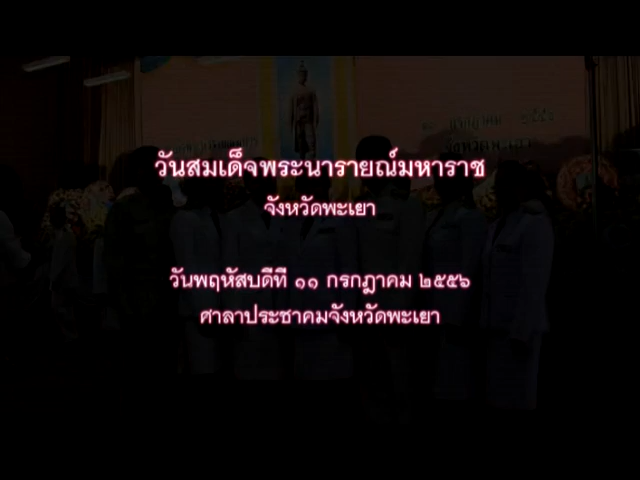 วันสมเด็จพระนารายณ์มหาราช
จังหวัดพะเยา
วันพฤหัสบดีที่ ๑๑ กรกฎาคม ๒๕๕๖
ศาลาประชาคมจังหวัดพะเยา